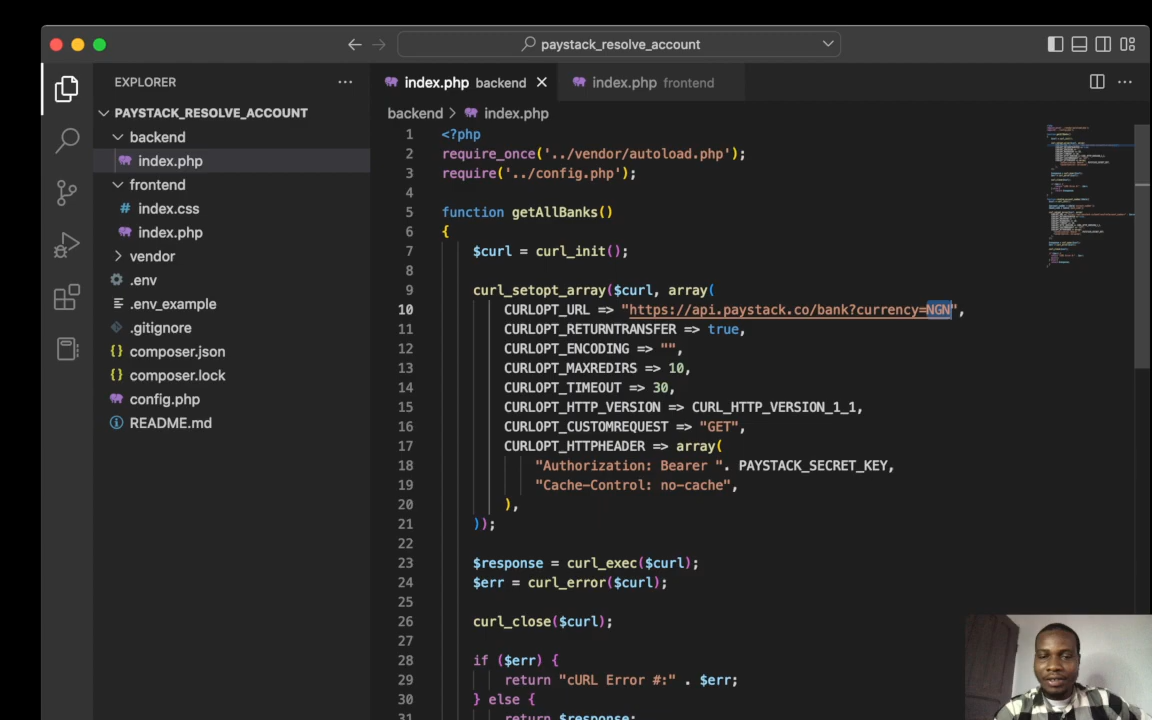 paystack_resolve_account
EXPLORER
index.php backend
index.php frontend
PAYSTACK_RESOLVE_ACCOUNT
backend
index.php
frontend
index.css
index.php
vendor
.env
.env_example
.gitignore
composer.json
composer.lock
config.php
README.md
backend > index.php
1 <?php
2 require_once('../vendor/autoload.php');
3 require('../config.php');
4
5 function getAllBanks()
6 {
7 $curl = curl_init();
8
9 curl_setopt_array($curl, array(
10 CURLOPT_URL => "https://api.paystack.co/bank?currency=NGN",
11 CURLOPT_RETURNTRANSFER => true,
12 CURLOPT_ENCODING => "",
13 CURLOPT_MAXREDIRS => 10,
14 CURLOPT_TIMEOUT => 30,
15 CURLOPT_HTTP_VERSION => CURL_HTTP_VERSION_1_1,
16 CURLOPT_CUSTOMREQUEST => "GET",
17 CURLOPT_HTTPHEADER => array(
18 "Authorization: Bearer ". PAYSTACK_SECRET_KEY,
19 "Cache-Control: no-cache",
20 ),
21 ));
22
23 $response = curl_exec($curl);
24 $err = curl_error($curl);
25
26 curl_close($curl);
27
28 if ($err) {
29 return "cURL Error #:" . $err;
30 } else {
31 return $response;